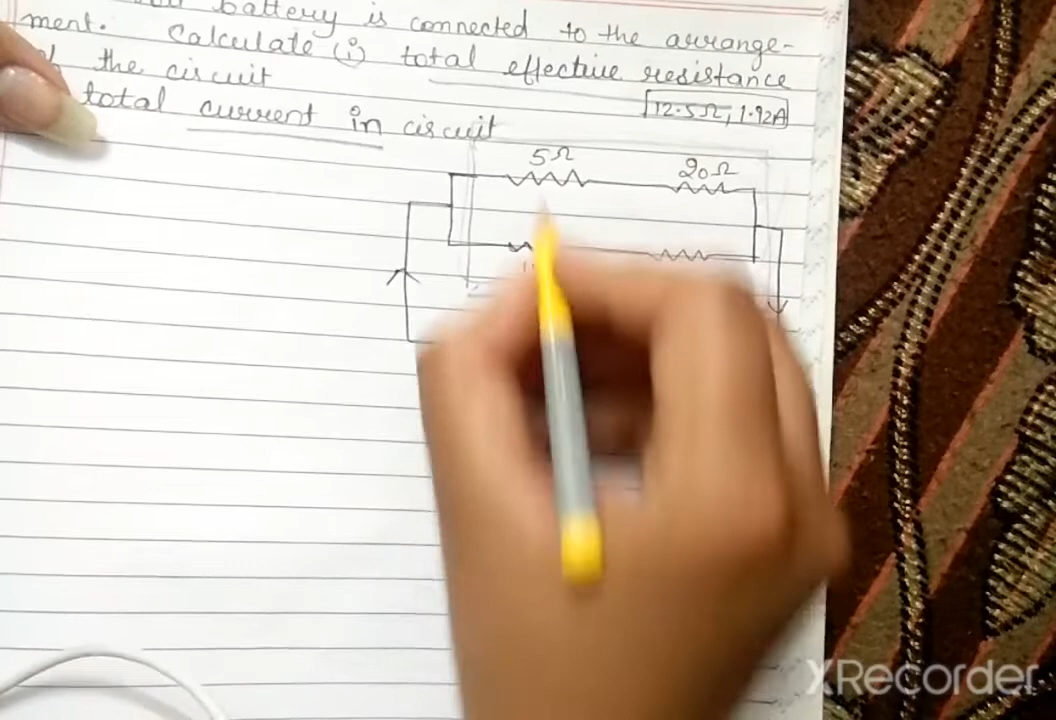 battery is connected to the arrange-
ment. Calculate (i) total effective resistance
the circuit
12.5Ω, 1.92A
total current in circuit
5Ω
20Ω
XRecorder